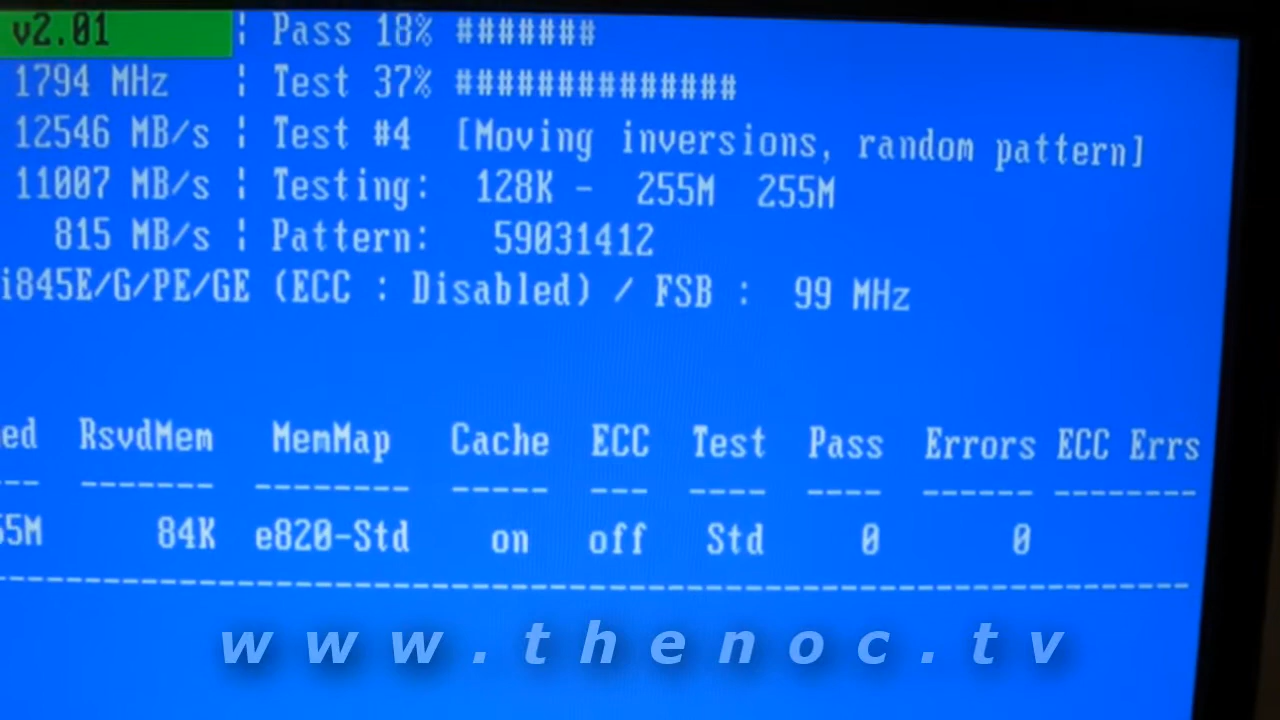 v2.01 ¦ Pass 18% #######
1794 MHz ¦ Test 37% ##############
12546 MB/s ¦ Test #4 [Moving inversions, random pattern]
11007 MB/s ¦ Testing: 128K - 255M 255M
815 MB/s ¦ Pattern: 59031412
i845E/G/PE/GE (ECC : Disabled) / FSB : 99 MHz
ed RsvdMem MemMap Cache ECC Test Pass Errors ECC Errs
--- ------- -------- ----- --- ---- ---- ------ --------
55M 84K e820-Std on off Std 0 0
www.thenoc.tv